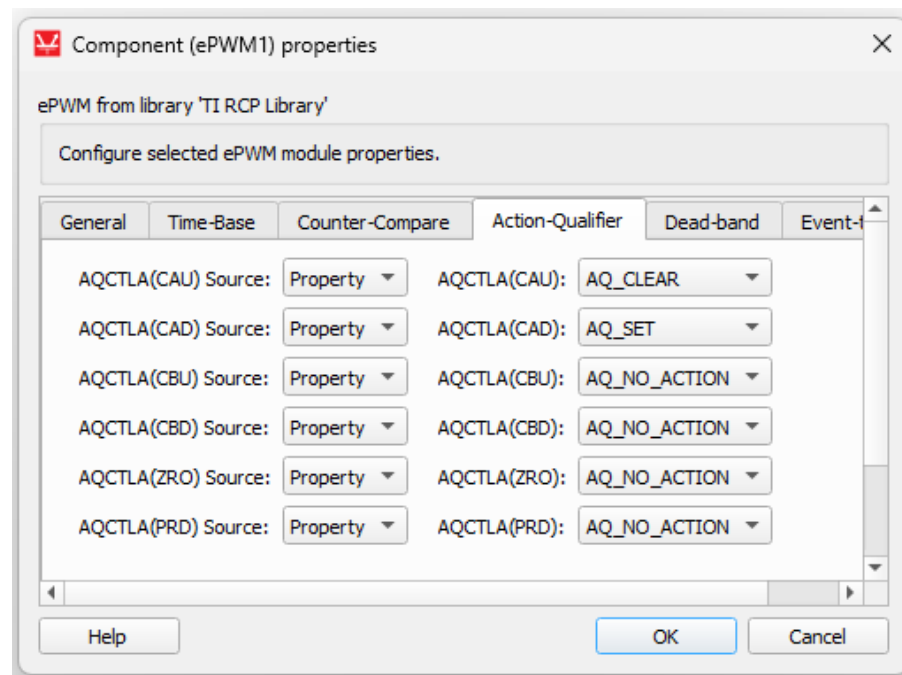 Component (ePWM1) properties
ePWM from library 'TI RCP Library'
Configure selected ePWM module properties.
General Time-Base Counter-Compare Action-Qualifier Dead-band Event-t
AQCTLA(CAU) Source: Property AQCTLA(CAU): AQ_CLEAR
AQCTLA(CAD) Source: Property AQCTLA(CAD): AQ_SET
AQCTLA(CBU) Source: Property AQCTLA(CBU): AQ_NO_ACTION
AQCTLA(CBD) Source: Property AQCTLA(CBD): AQ_NO_ACTION
AQCTLA(ZRO) Source: Property AQCTLA(ZRO): AQ_NO_ACTION
AQCTLA(PRD) Source: Property AQCTLA(PRD): AQ_NO_ACTION
Help OK Cancel